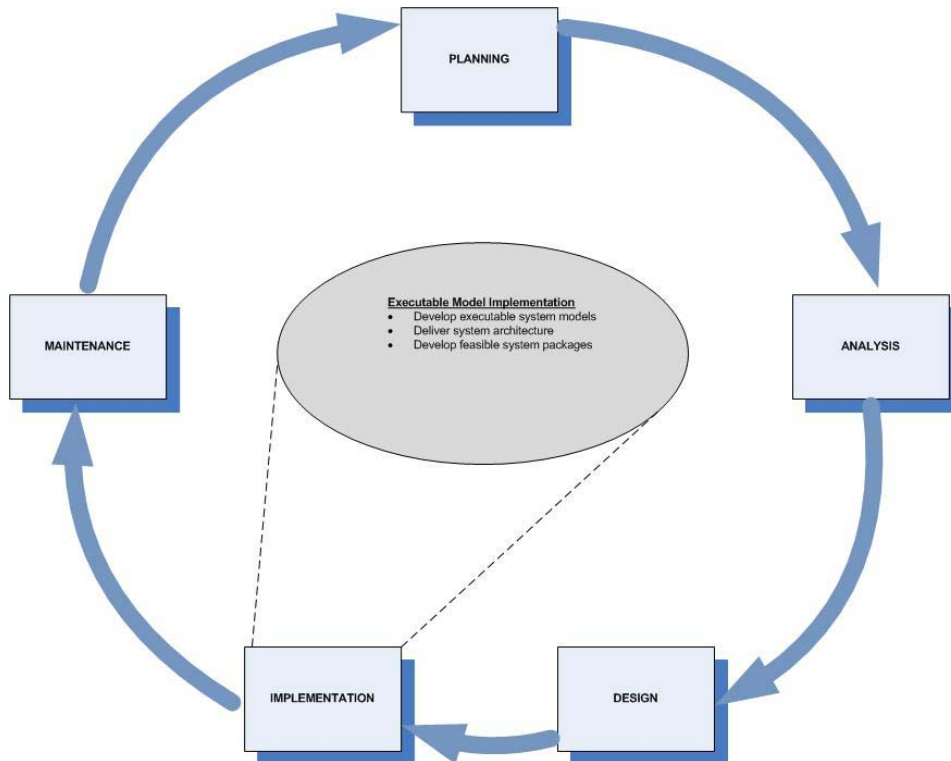 PLANNING
Executable Model Implementation
• Develop executable system models
• Deliver system architecture
• Develop feasible system packages
MAINTENANCE
ANALYSIS
IMPLEMENTATION
DESIGN